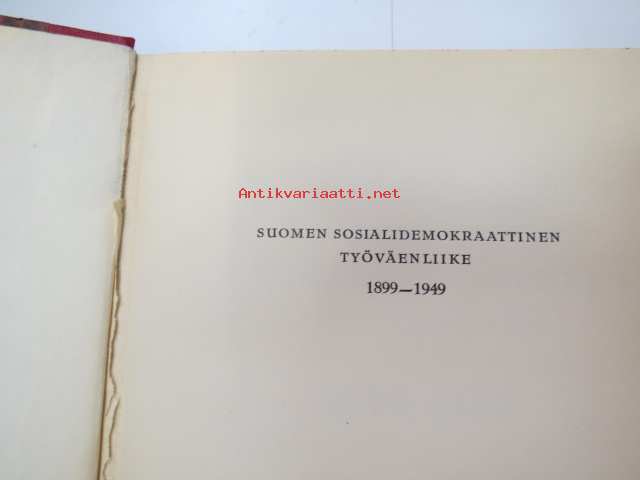 Antikvariaatti.net
SUOMEN SOSIALIDEMOKRAATTINEN
TYÖVÄENLIIKE
1899—1949